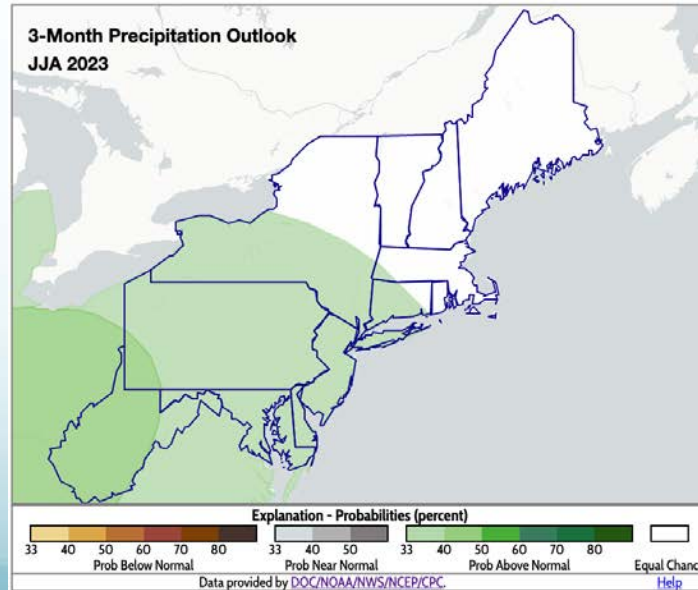 3-Month Precipitation Outlook
JJA 2023
Explanation - Probabilities (percent)
33 40 50 60 70 80 33 40 50 33 40 50 60 70 80
Prob Below Normal Prob Near Normal Prob Above Normal Equal Chanc
Data provided by DOC/NOAA/NWS/NCEP/CPC. Help